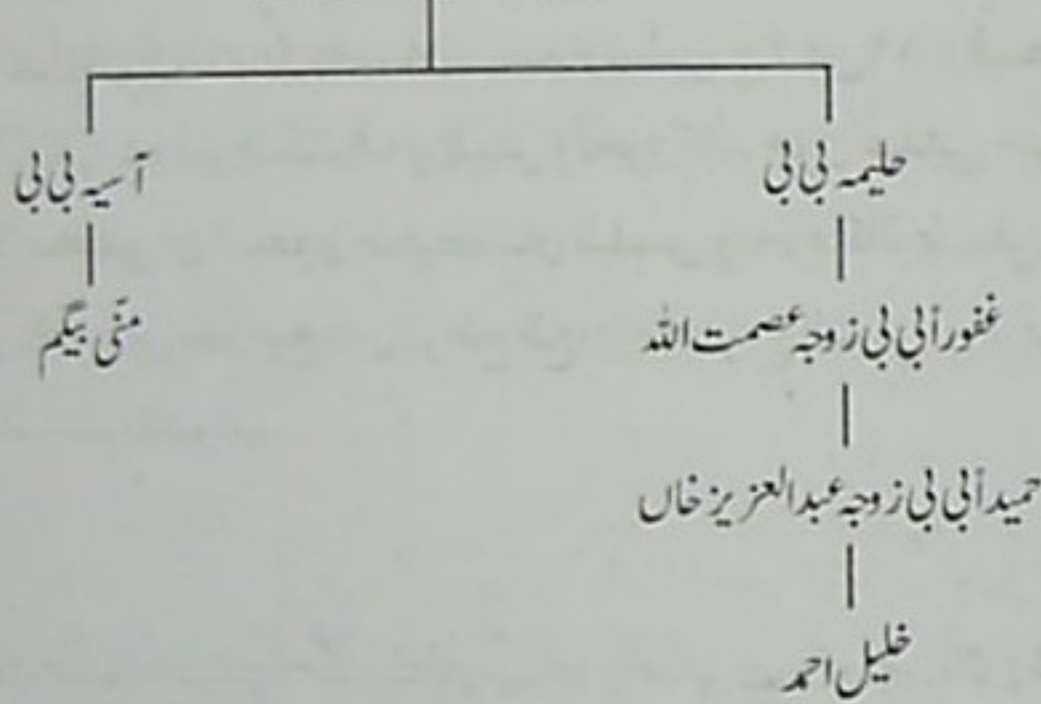 حلیمہ بی بی
آسیہ بی بی
غفوراً بی بی زوجہ عصمت اللہ
منّی بیگم
حمیداً بی بی زوجہ عبدالعزیز خاں
خلیل احمد